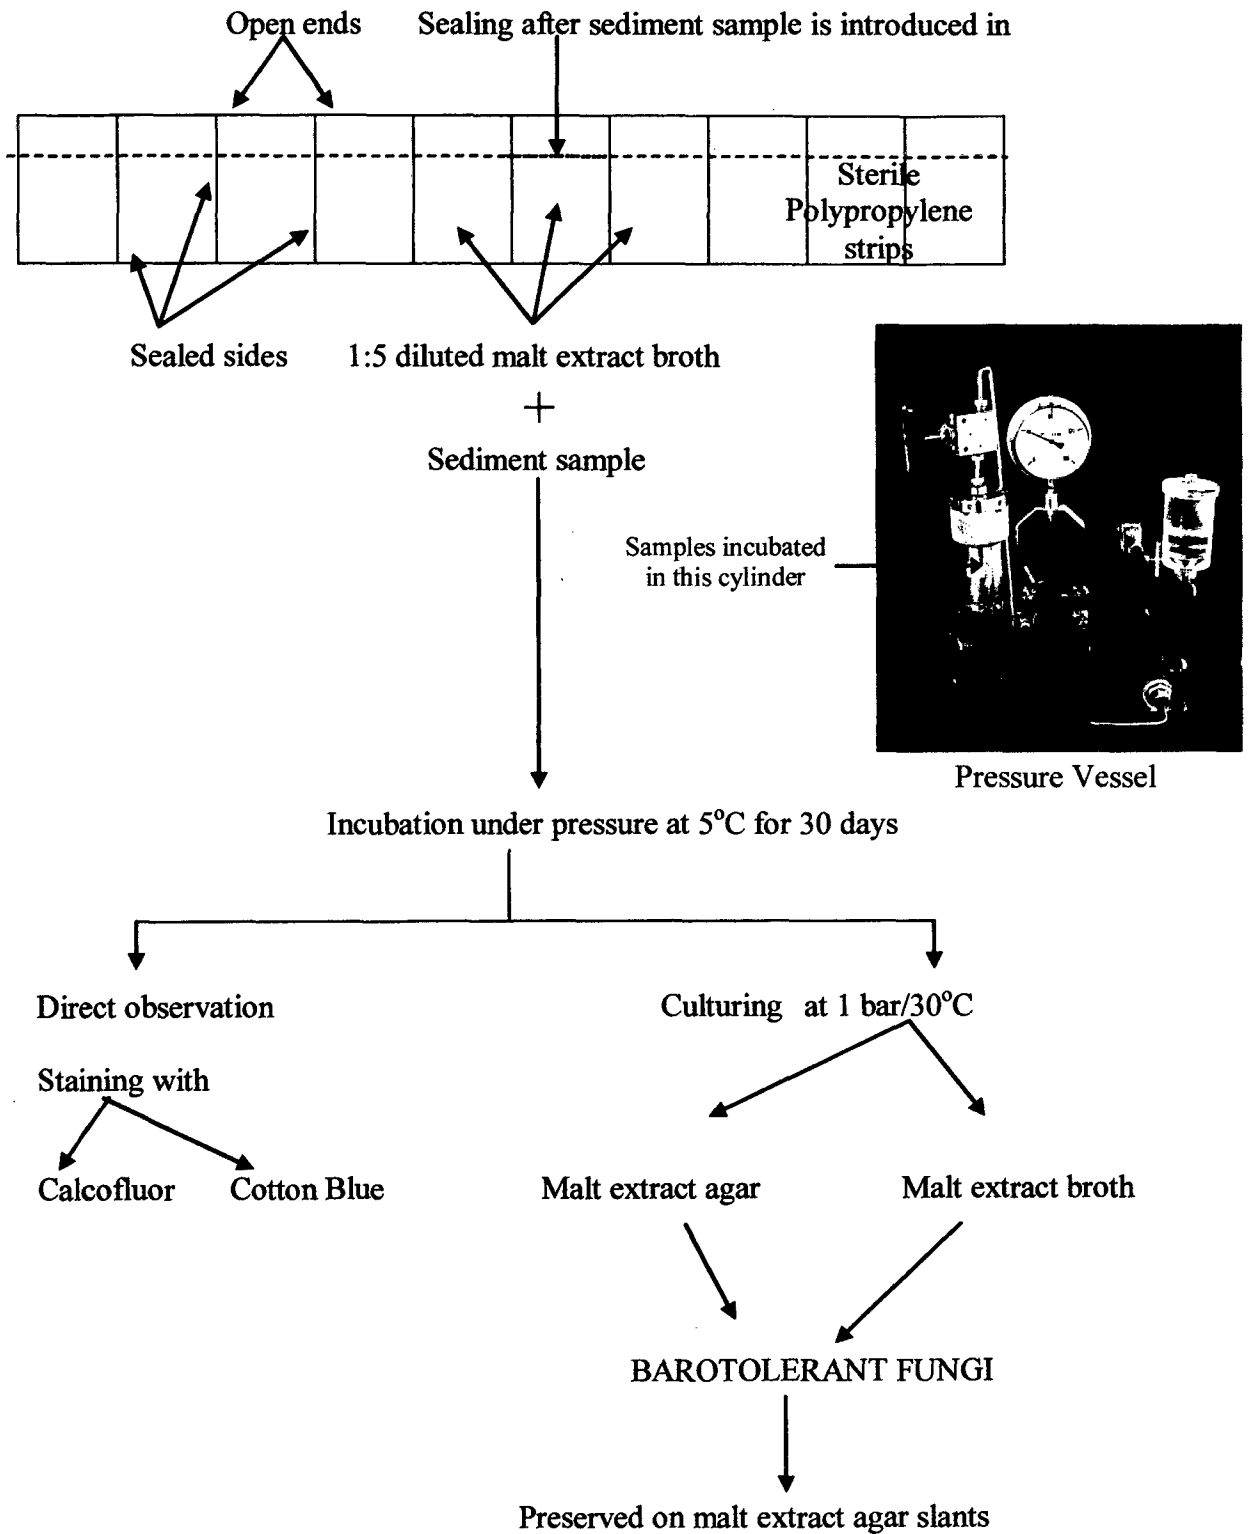 Open ends
Sealing after sediment sample is introduced in
Sterile
Polypropylene
strips
Sealed sides
1:5 diluted malt extract broth
+
Sediment sample
Samples incubated
in this cylinder
Pressure Vessel
Incubation under pressure at 5°C for 30 days
Direct observation
Culturing at 1 bar/30°C
Staining with
Calcofluor
Cotton Blue
Malt extract agar
Malt extract broth
BAROTOLERANT FUNGI
Preserved on malt extract agar slants